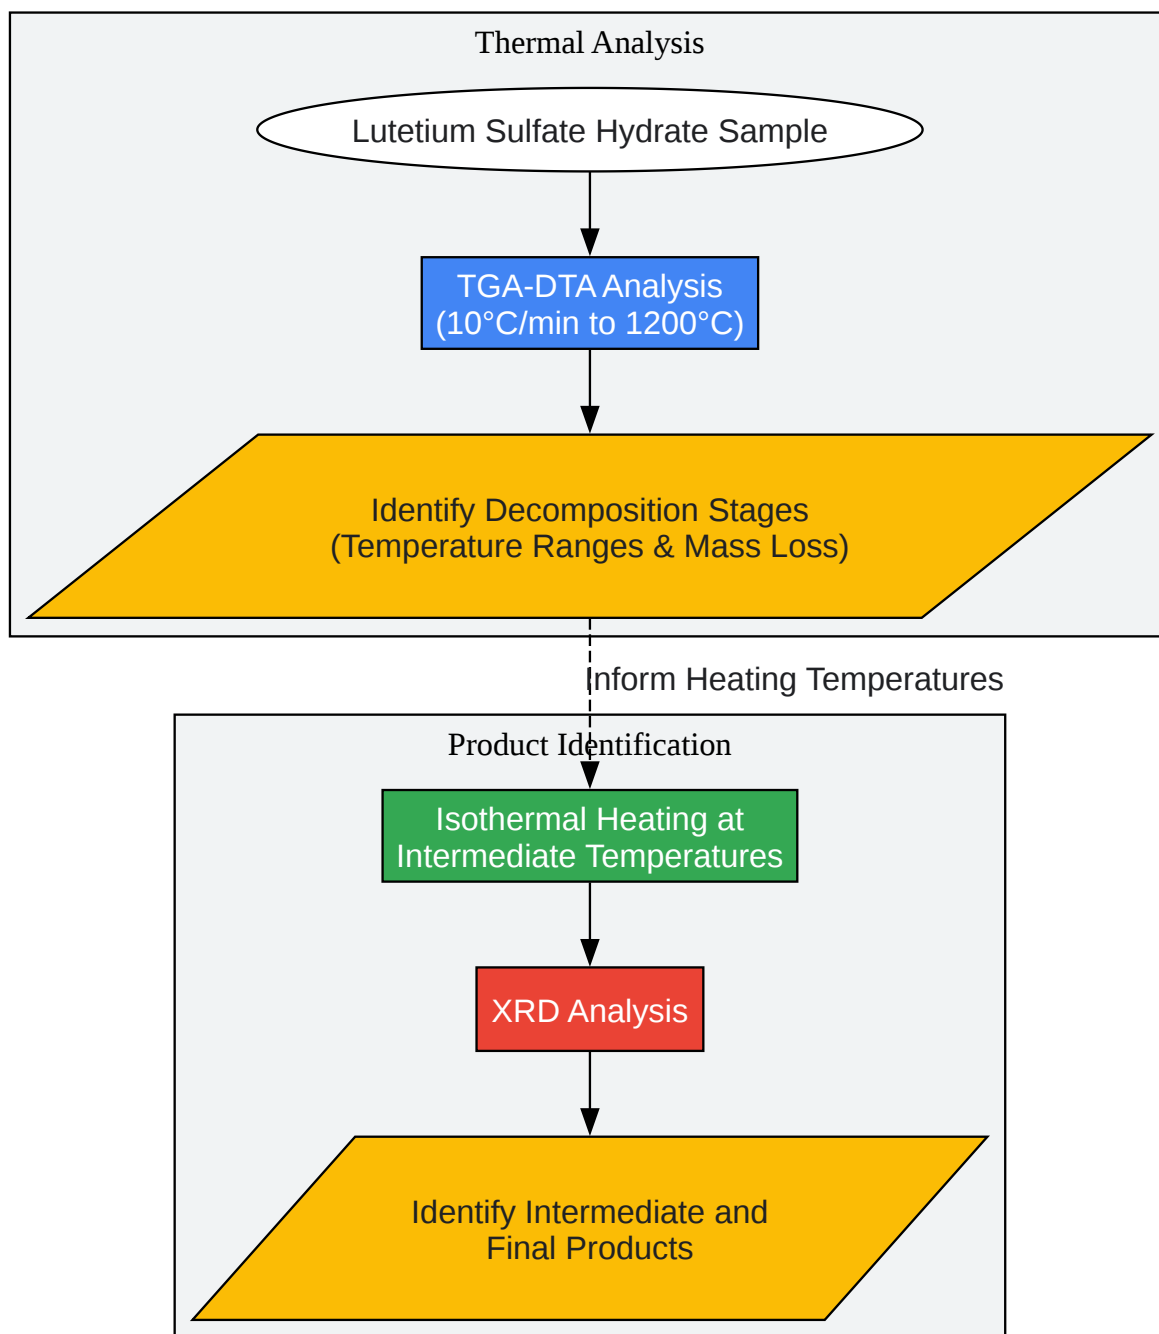 Thermal Analysis
Lutetium Sulfate Hydrate Sample
TGA-DTA Analysis
(10°C/min to 1200°C)
Identify Decomposition Stages
(Temperature Ranges & Mass Loss)
Inform Heating Temperatures
Product Identification
Isothermal Heating at
Intermediate Temperatures
XRD Analysis
Identify Intermediate and
Final Products